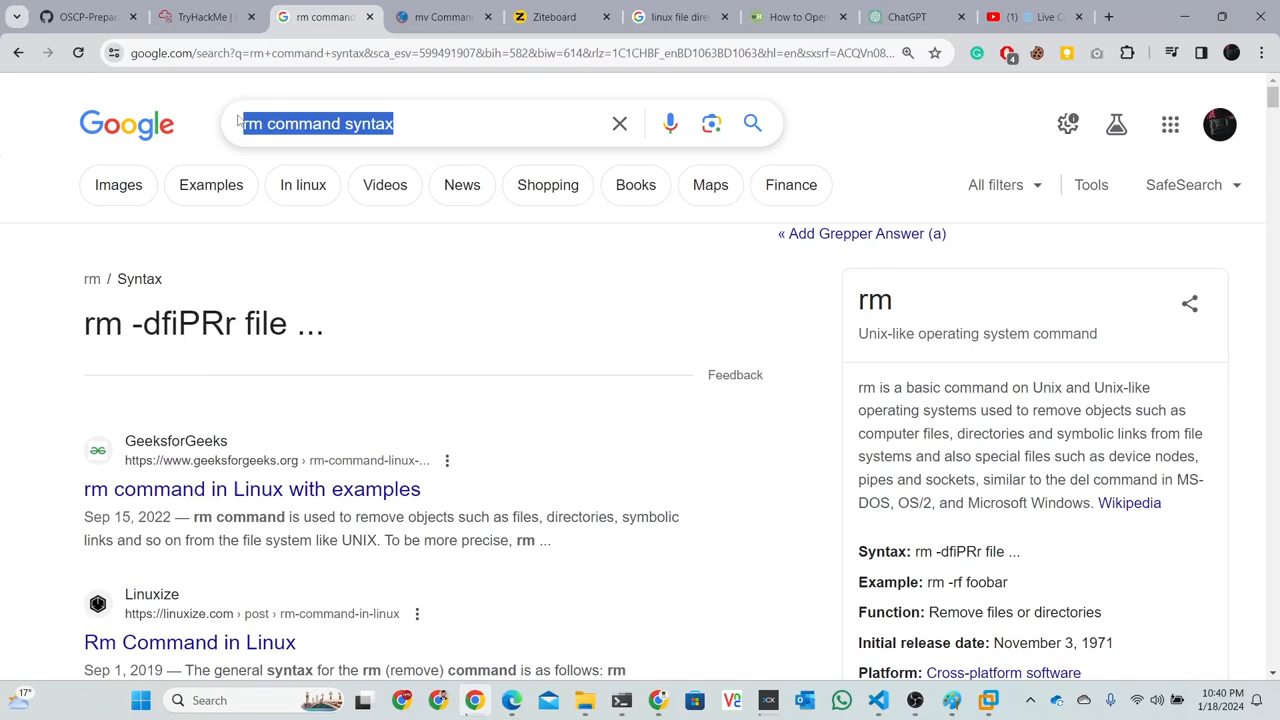 OSCP-Prepar
TryHackMe |
rm command
mv Comman
Ziteboard
linux file dire
How to Open
ChatGPT
(1) Live C
google.com/search?q=rm+command+syntax&sca_esv=599491907&bih=582&biw=614&rlz=1C1CHBF_enBD1063BD1063&hl=en&sxsrf=ACQVn08...
4
Google
rm command syntax
Images
Examples
In linux
Videos
News
Shopping
Books
Maps
Finance
All filters
Tools
SafeSearch
« Add Grepper Answer (a)
rm / Syntax
rm -dfiPRr file ...
Feedback
GeeksforGeeks
https://www.geeksforgeeks.org › rm-command-linux-...
rm command in Linux with examples
Sep 15, 2022 — rm command is used to remove objects such as files, directories, symbolic
links and so on from the file system like UNIX. To be more precise, rm ...
Linuxize
https://linuxize.com › post › rm-command-in-linux
Rm Command in Linux
Sep 1, 2019 — The general syntax for the rm (remove) command is as follows: rm
rm
Unix-like operating system command
rm is a basic command on Unix and Unix-like
operating systems used to remove objects such as
computer files, directories and symbolic links from file
systems and also special files such as device nodes,
pipes and sockets, similar to the del command in MS-
DOS, OS/2, and Microsoft Windows. Wikipedia
Syntax: rm -dfiPRr file ...
Example: rm -rf foobar
Function: Remove files or directories
Initial release date: November 3, 1971
Platform: Cross-platform software
17°
Search
10:40 PM
1/18/2024